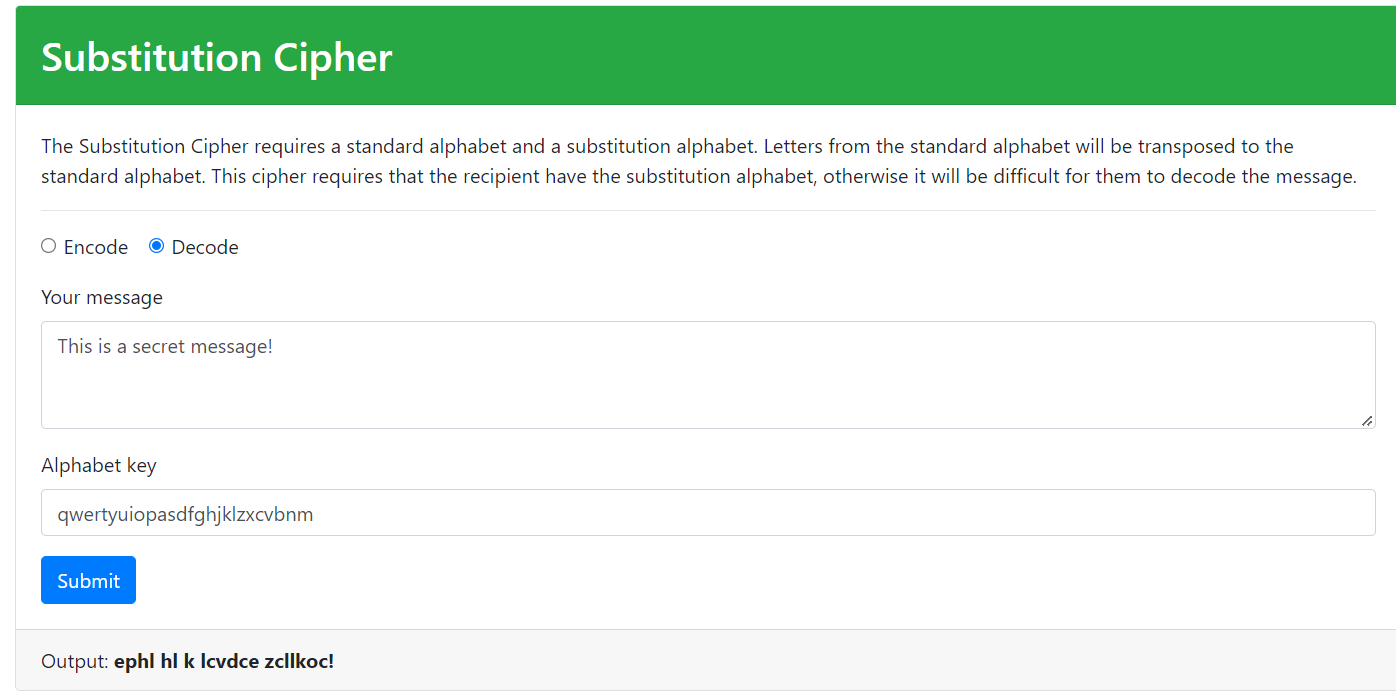 Substitution Cipher
The Substitution Cipher requires a standard alphabet and a substitution alphabet. Letters from the standard alphabet will be transposed to the
standard alphabet. This cipher requires that the recipient have the substitution alphabet, otherwise it will be difficult for them to decode the message.
Encode Decode
Your message
This is a secret message!
Alphabet key
qwertyuiopasdfghjklzxcvbnm
Submit
Output: ephl hl k lcvdce zcllkoc!